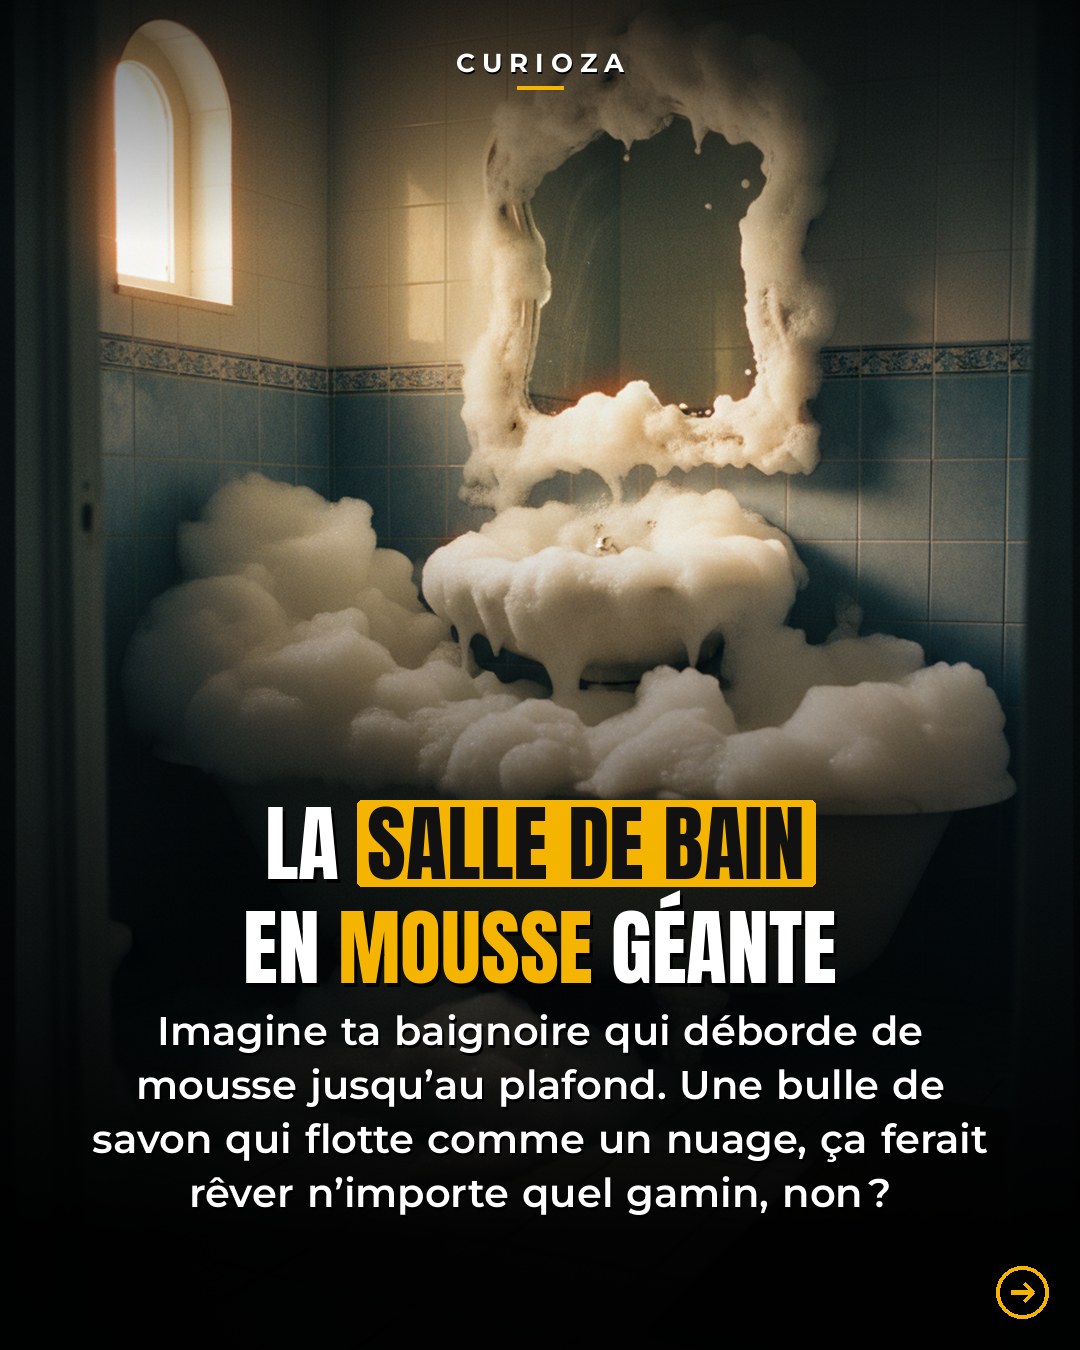 CURIOZA
LA SALLE DE BAIN
EN MOUSSE GÉANTE
Imagine ta baignoire qui déborde de
mousse jusqu’au plafond. Une bulle de
savon qui flotte comme un nuage, ça ferait
rêver n’importe quel gamin, non ?